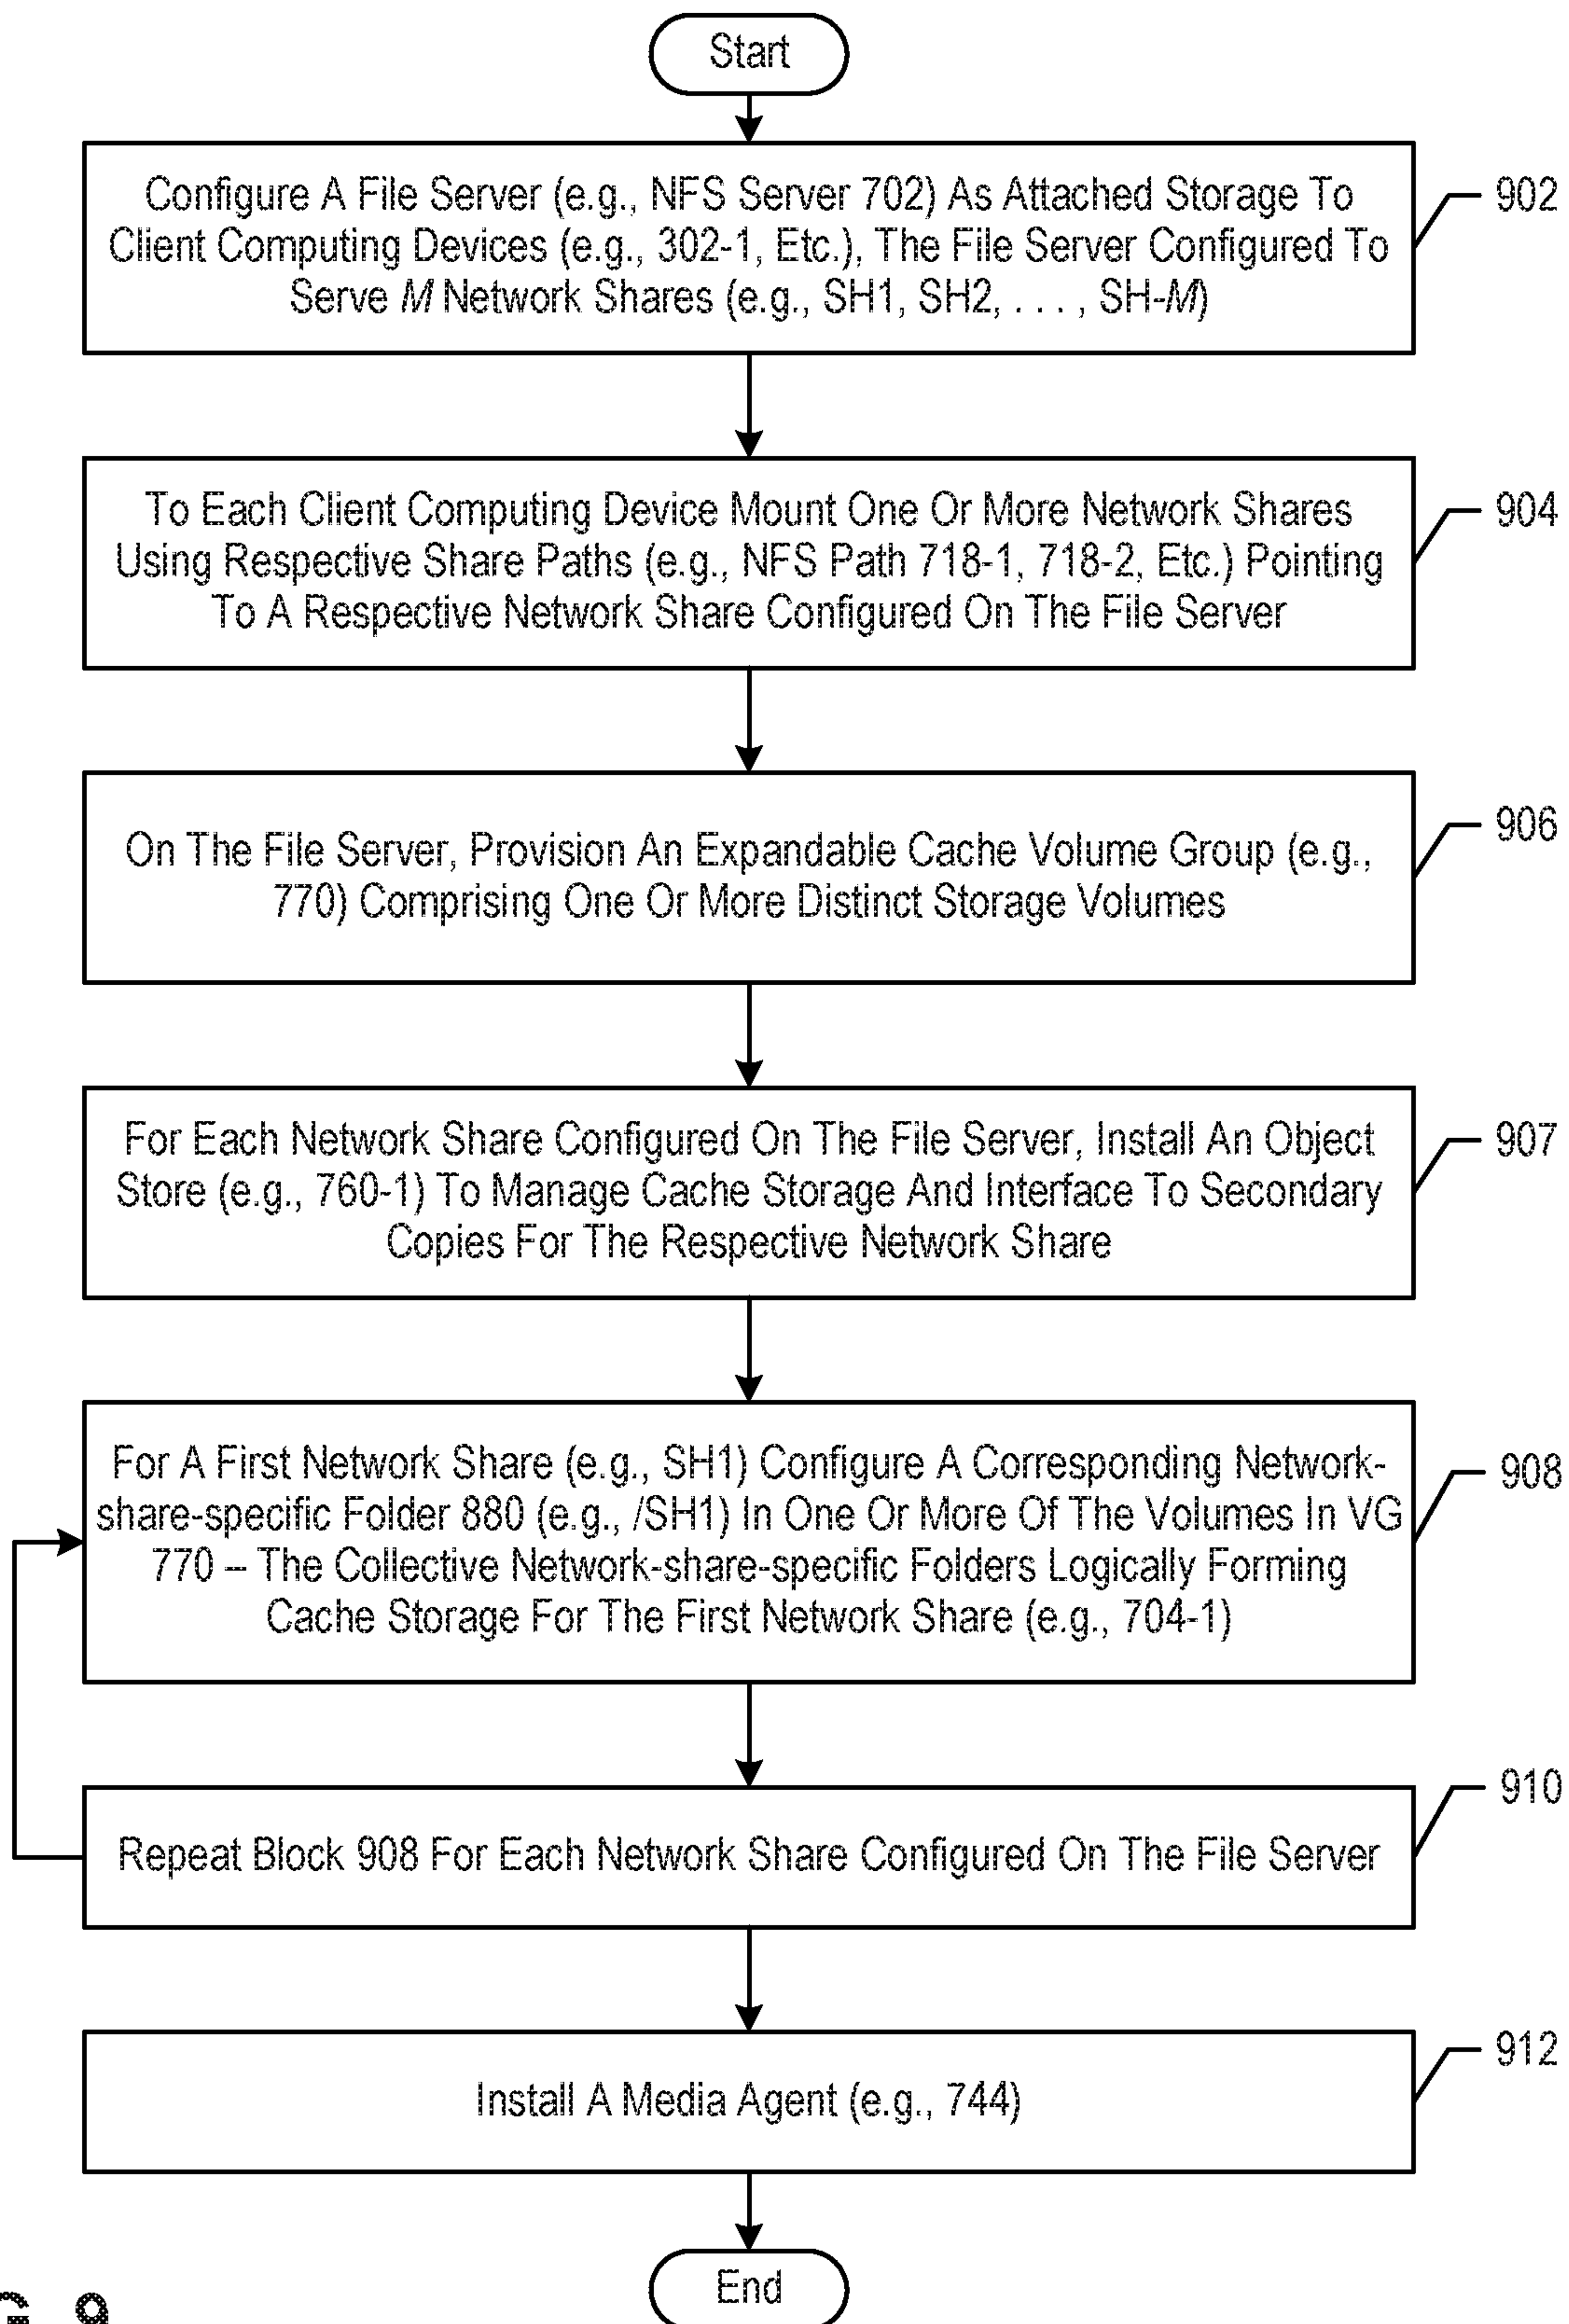 Start
Configure A File Server (e.g., NFS Server 702) As Attached Storage To
Client Computing Devices (e.g., 302-1, Etc.), The File Server Configured To
Serve M Network Shares (e.g., SH1, SH2, . . . , SH-M)
902
To Each Client Computing Device Mount One Or More Network Shares
Using Respective Share Paths (e.g., NFS Path 718-1, 718-2, Etc.) Pointing
To A Respective Network Share Configured On The File Server
904
On The File Server, Provision An Expandable Cache Volume Group (e.g.,
770) Comprising One Or More Distinct Storage Volumes
906
For Each Network Share Configured On The File Server, Install An Object
Store (e.g., 760-1) To Manage Cache Storage And Interface To Secondary
Copies For The Respective Network Share
907
For A First Network Share (e.g., SH1) Configure A Corresponding Network-
share-specific Folder 880 (e.g., /SH1) In One Or More Of The Volumes In VG
770 – The Collective Network-share-specific Folders Logically Forming
Cache Storage For The First Network Share (e.g., 704-1)
908
Repeat Block 908 For Each Network Share Configured On The File Server
910
Install A Media Agent (e.g., 744)
912
End
9